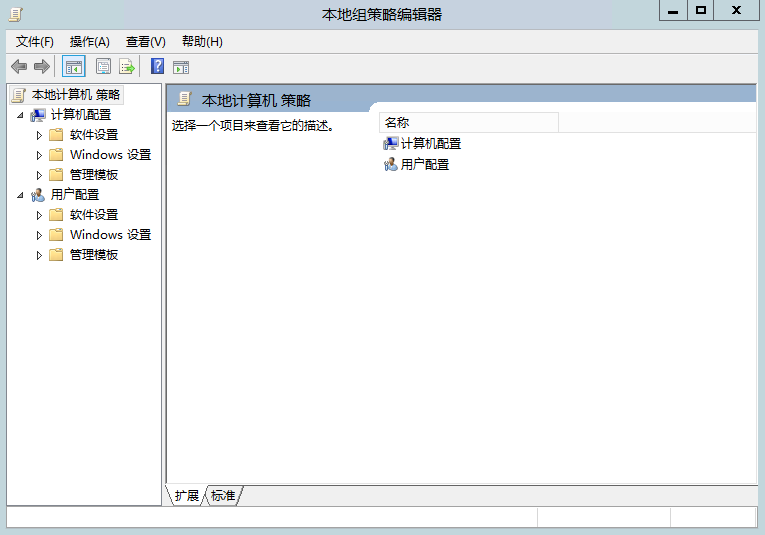 本地组策略编辑器
文件(F) 操作(A) 查看(V) 帮助(H)
本地计算机 策略
计算机配置
软件设置
Windows 设置
管理模板
用户配置
软件设置
Windows 设置
管理模板
本地计算机 策略
选择一个项目来查看它的描述。
名称
计算机配置
用户配置
扩展 标准